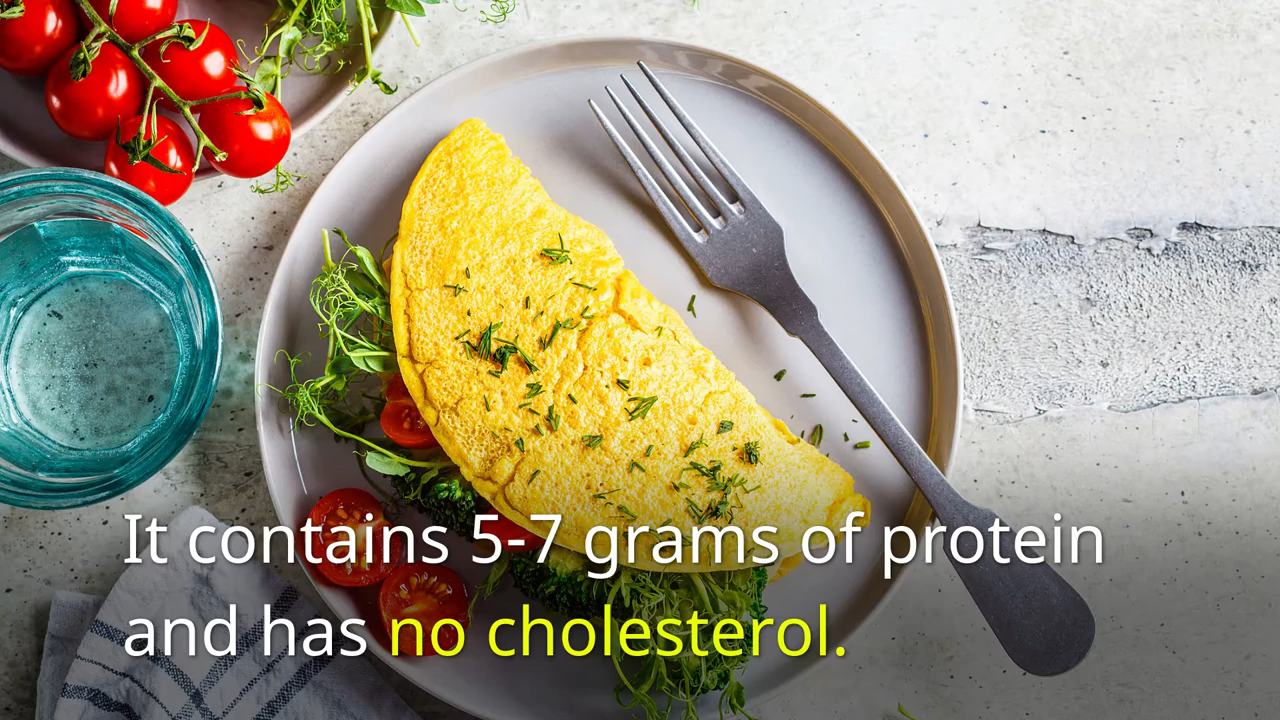 It contains 5-7 grams of protein
and has no cholesterol.